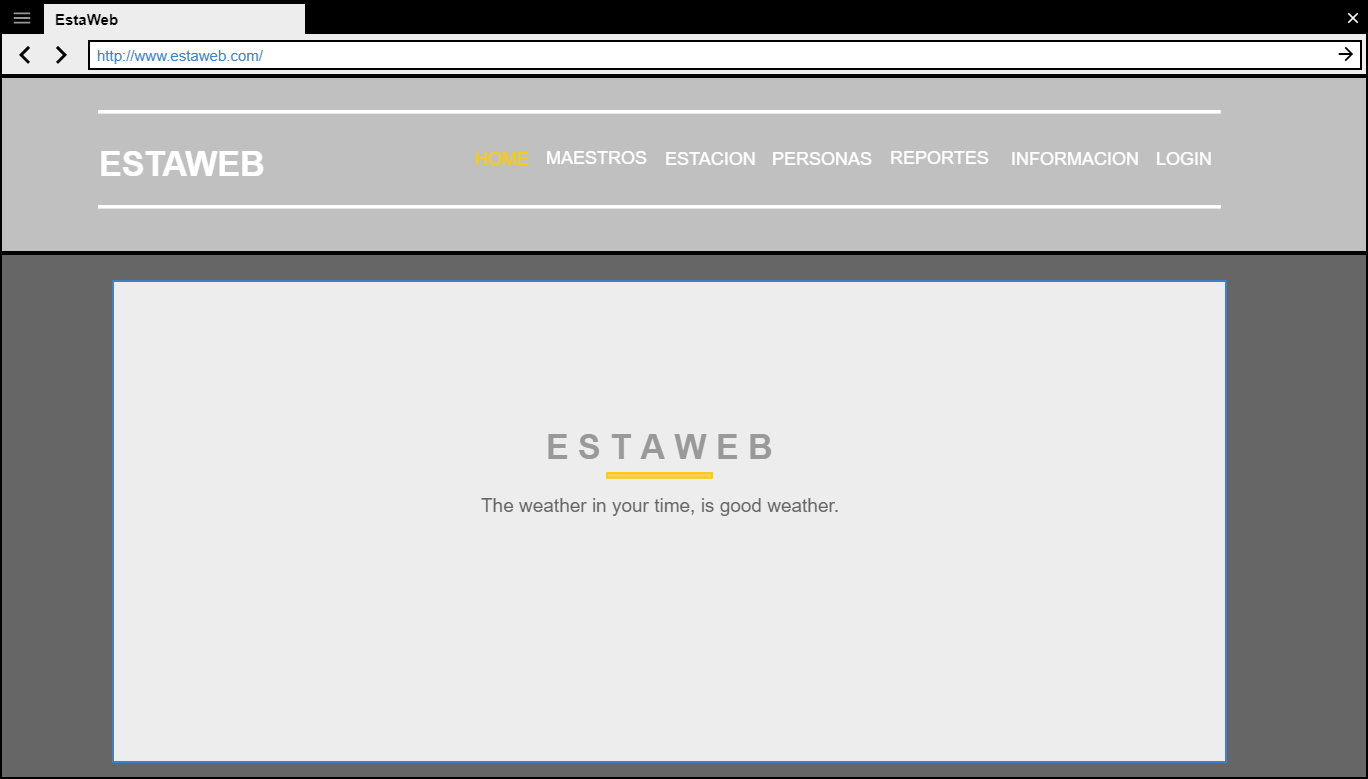 EstaWeb
http://www.estaweb.com/
ESTAWEB HOME MAESTROS ESTACION PERSONAS REPORTES INFORMACION LOGIN
ESTAWEB
The weather in your time, is good weather.